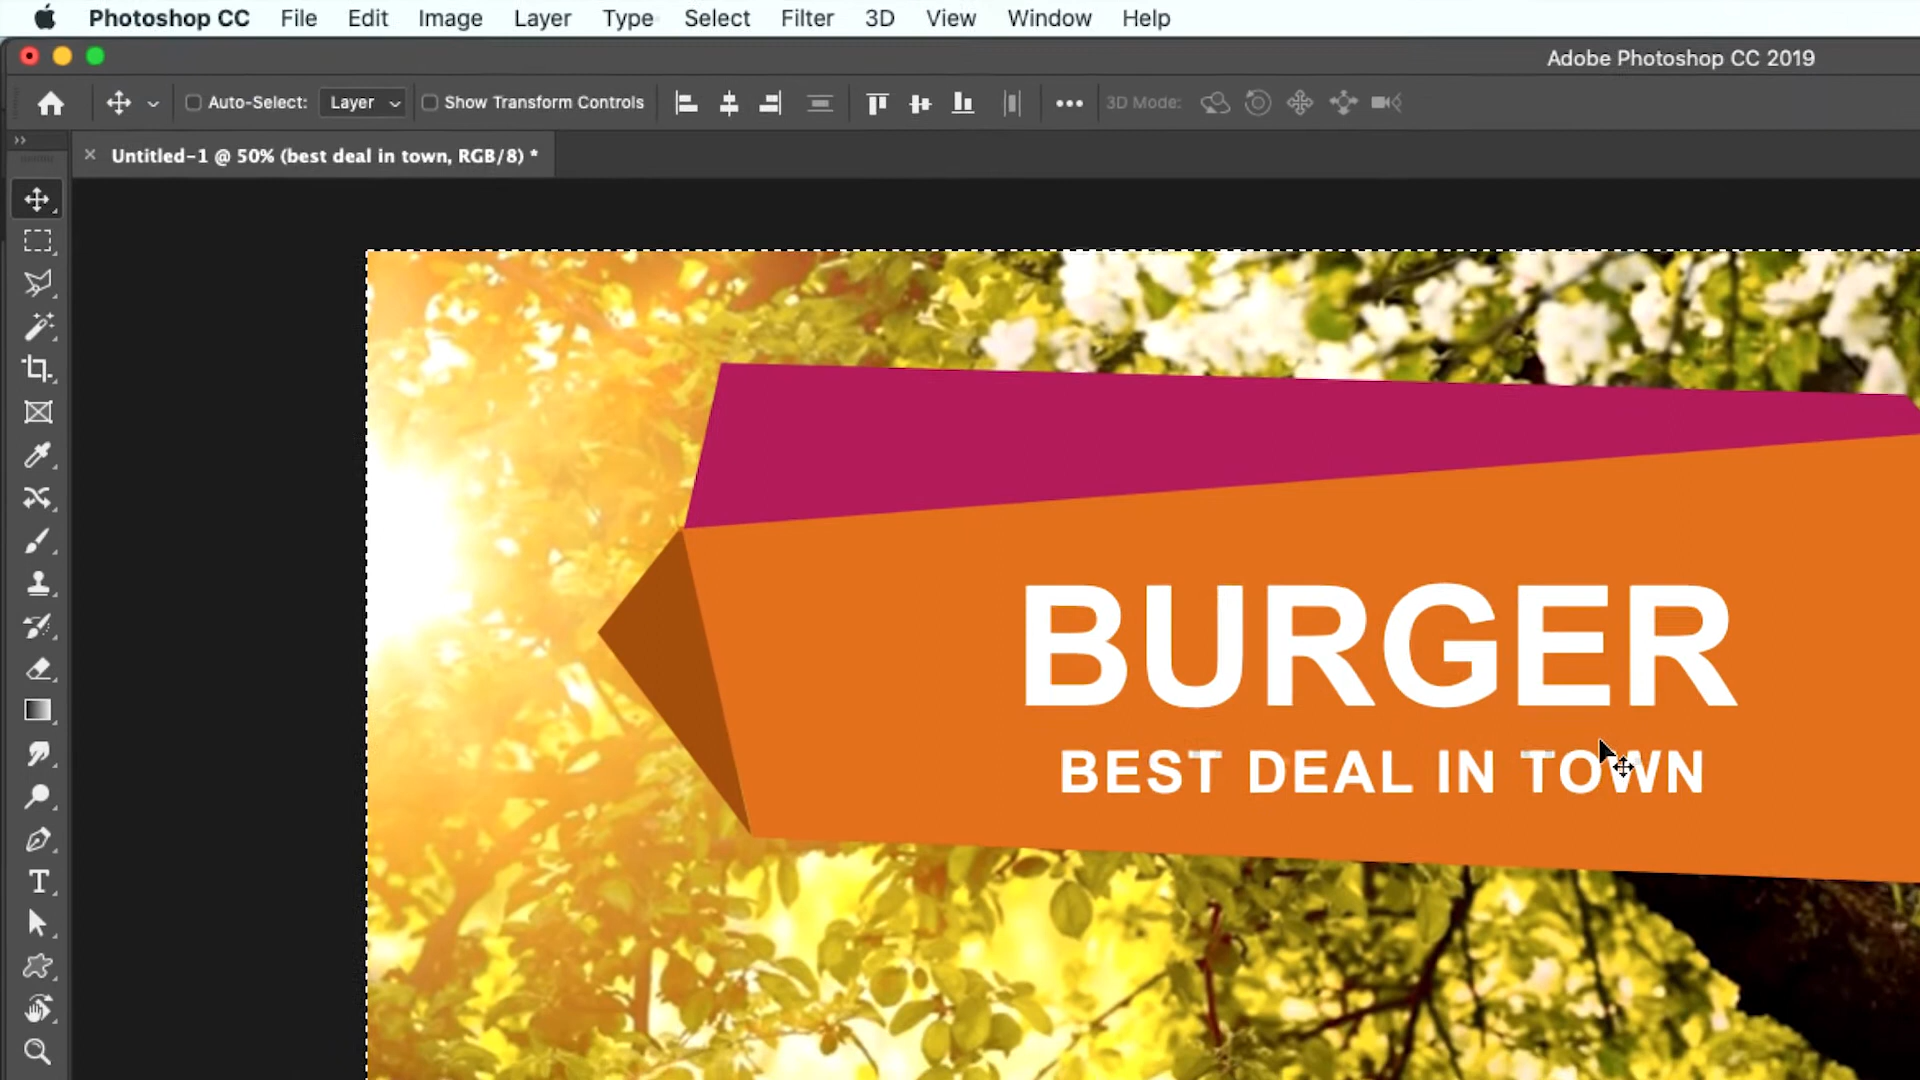 Photoshop CC File Edit Image Layer Type Select Filter 3D View Window Help
Adobe Photoshop CC 2019
Auto-Select: Layer Show Transform Controls 3D Mode:
Untitled-1 @ 50% (best deal in town, RGB/8) *
BURGER
BEST DEAL IN TOWN